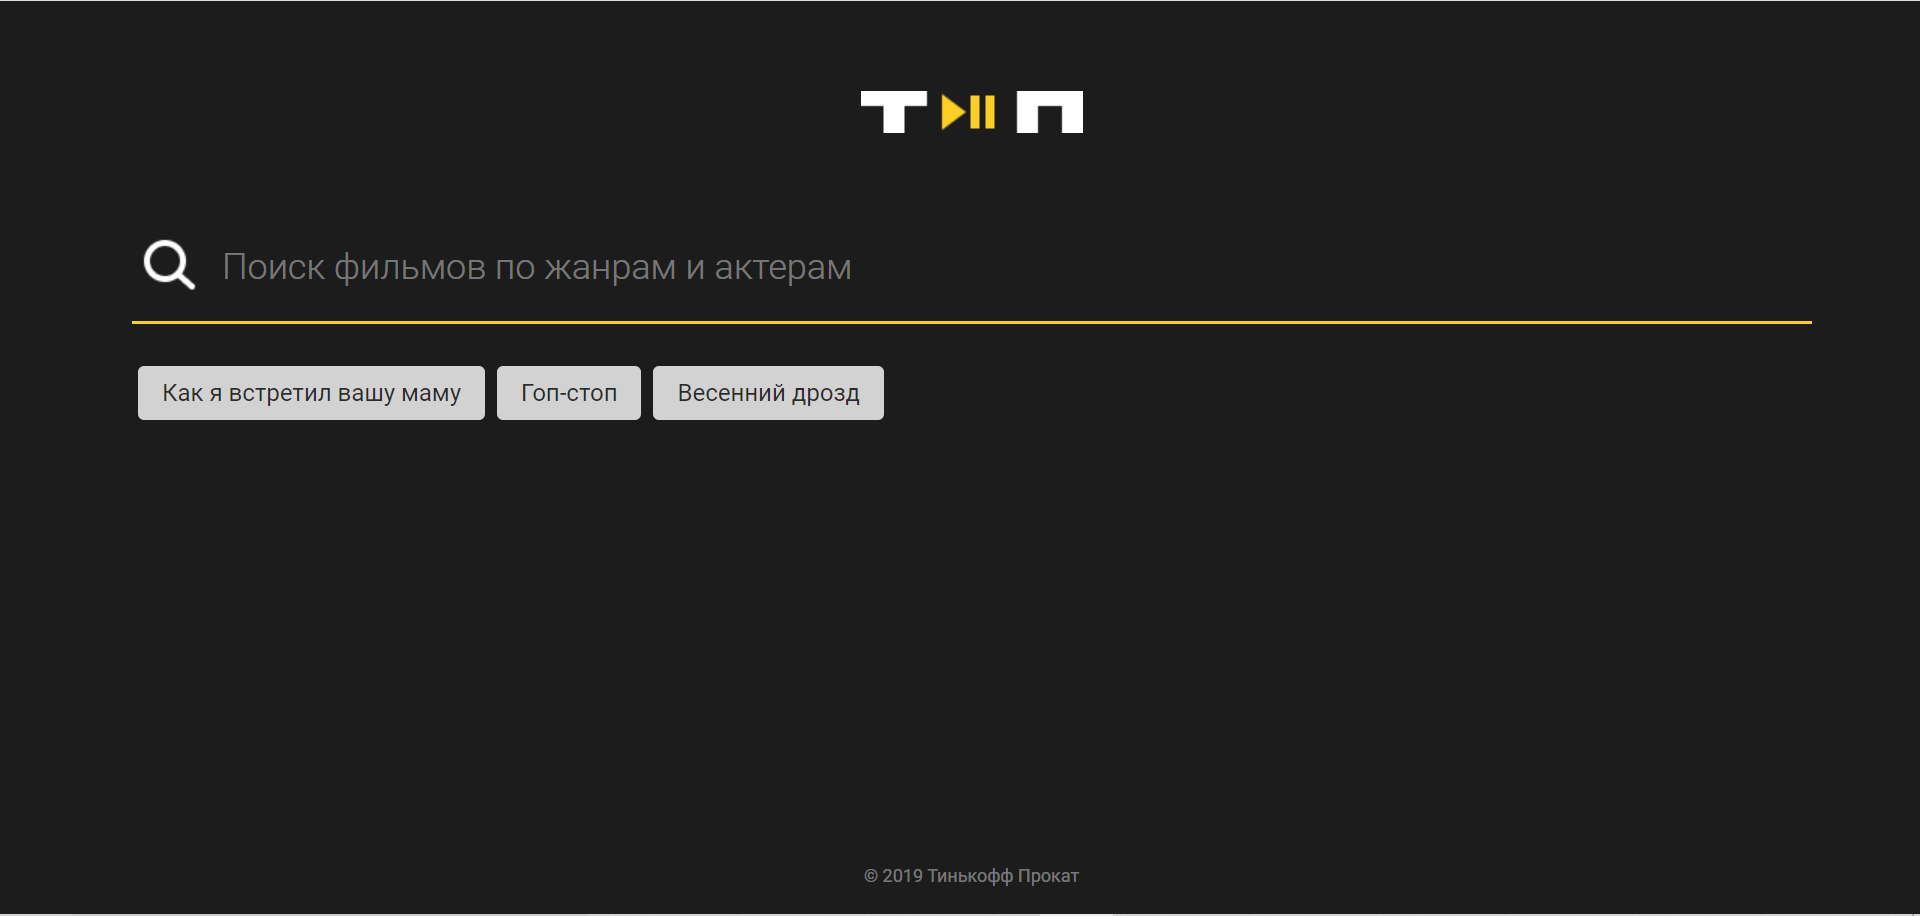 Т П
Поиск фильмов по жанрам и актерам
Как я встретил вашу маму Гоп-стоп Весенний дрозд
© 2019 Тинькофф Прокат